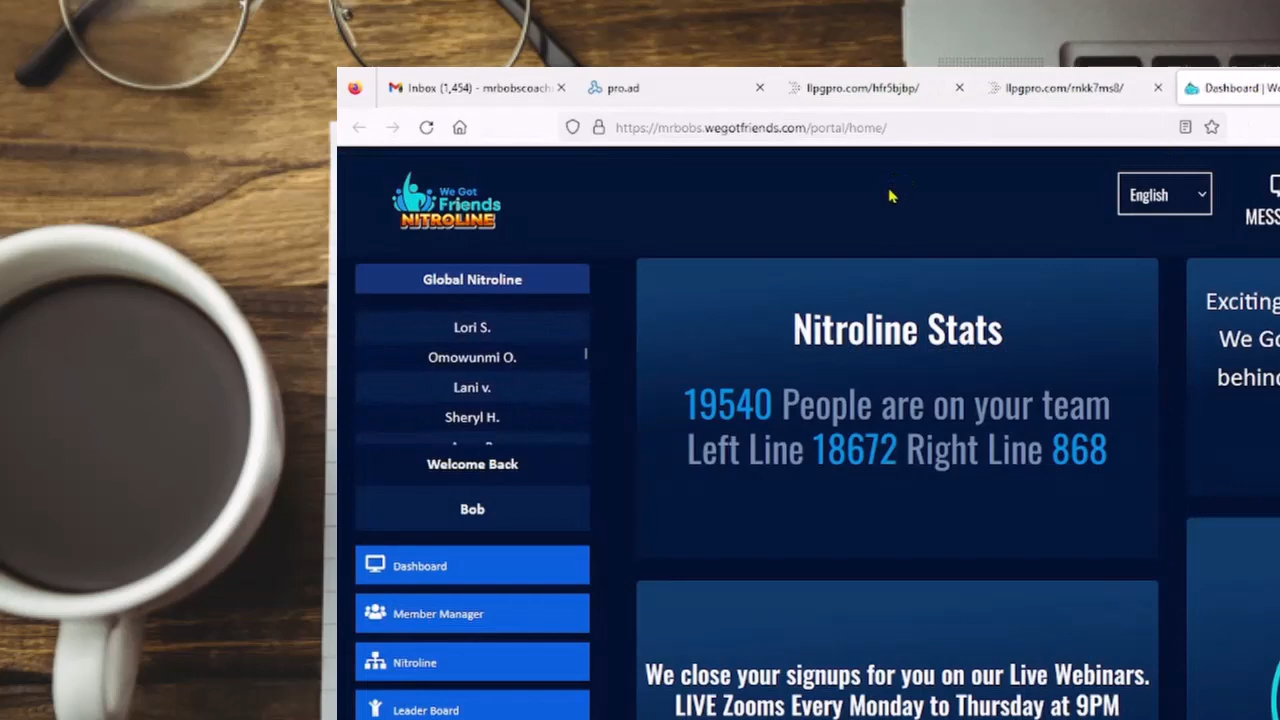 Inbox (1,454) - mrbobscoach
pro.ad
llpgpro.com/hfr5bjbp/
llpgpro.com/rnkk7ms8/
Dashboard | We
https://mrbobs.wegotfriends.com/portal/home/
We Got
Friends
NITROLINE
English
MESS
Global Nitroline
Lori S.
Omowunmi O.
Lani v.
Sheryl H.
Welcome Back
Bob
Dashboard
Member Manager
Nitroline
Leader Board
Nitroline Stats
19540 People are on your team
Left Line 18672 Right Line 868
We close your signups for you on our Live Webinars.
LIVE Zooms Every Monday to Thursday at 9PM
Exciting
We Go
behind